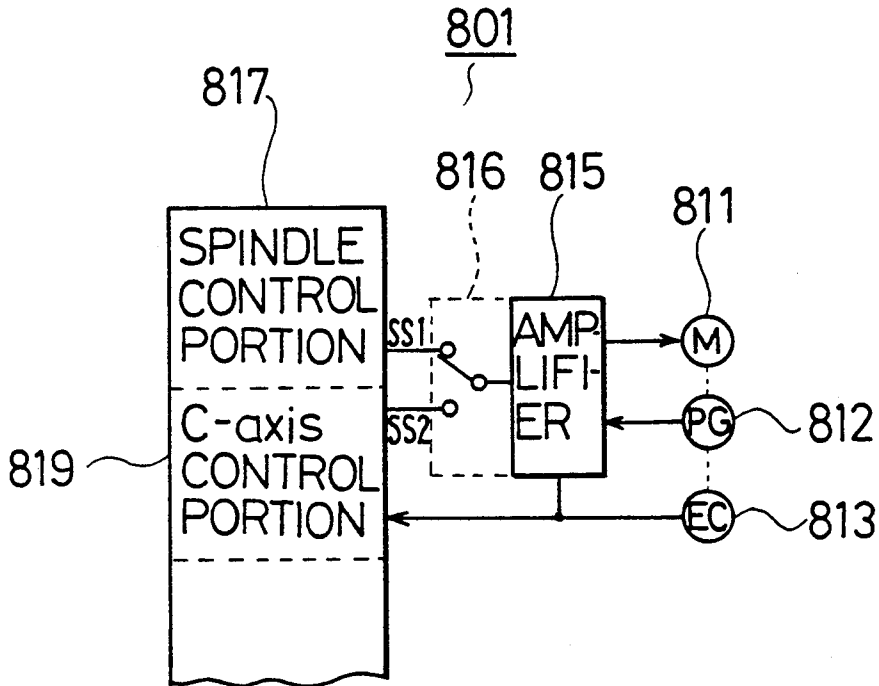 801
817
816
815
811
SPINDLE
CONTROL
PORTION
SS1
AMP-
LIFI-
ER
M
C-axis
CONTROL
PORTION
SS2
PG
812
819
EC
813